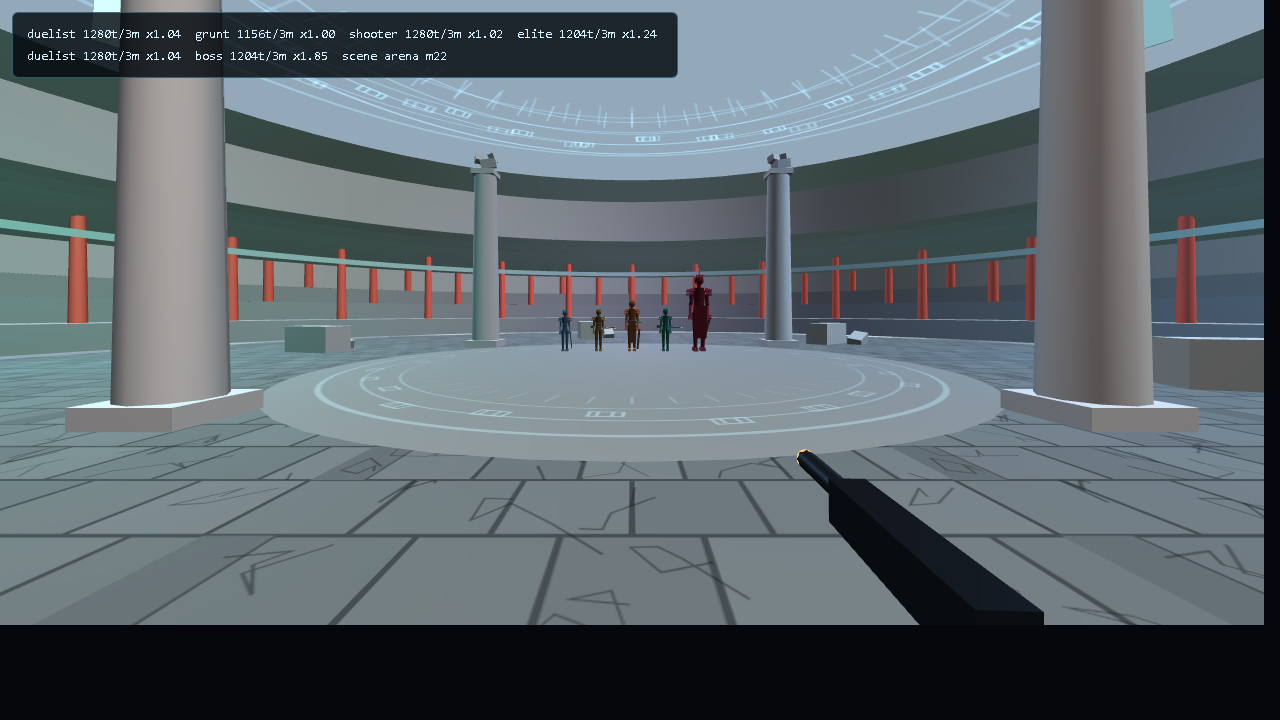 duelist 1280t/3m x1.04  grunt 1156t/3m x1.00  shooter 1280t/3m x1.02  elite 1204t/3m x1.24
duelist 1280t/3m x1.04  boss 1204t/3m x1.85  scene arena m22